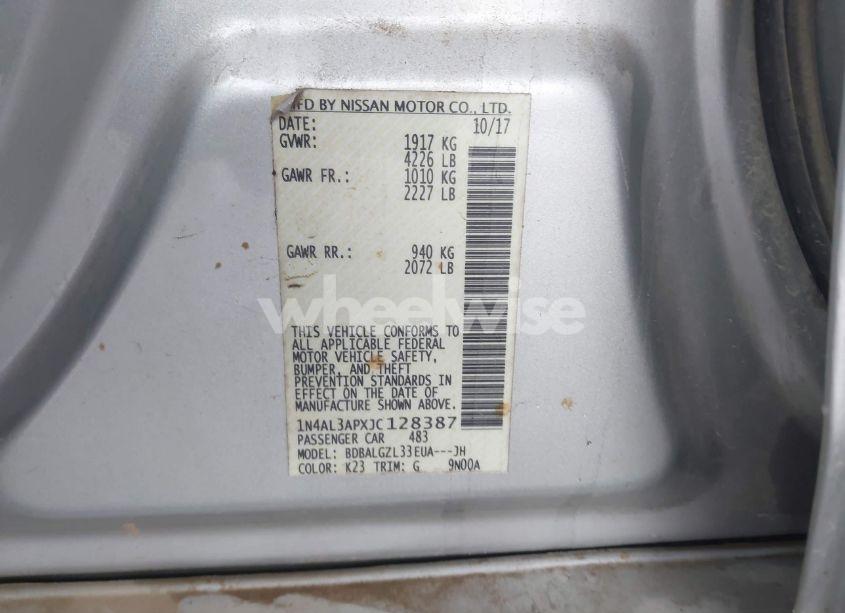 MFD BY NISSAN MOTOR CO., LTD.
DATE: 10/17
GVWR: 1917 KG
4226 LB
GAWR FR.: 1010 KG
2227 LB
GAWR RR.: 940 KG
2072 LB
wheelwise
THIS VEHICLE CONFORMS TO
ALL APPLICABLE FEDERAL
MOTOR VEHICLE SAFETY,
BUMPER, AND THEFT
PREVENTION STANDARDS IN
EFFECT ON THE DATE OF
MANUFACTURE SHOWN ABOVE.
1N4AL3APXJC128387
PASSENGER CAR 483
MODEL: BDBALGZL33EUA---JH
COLOR: K23 TRIM: G 9N00A